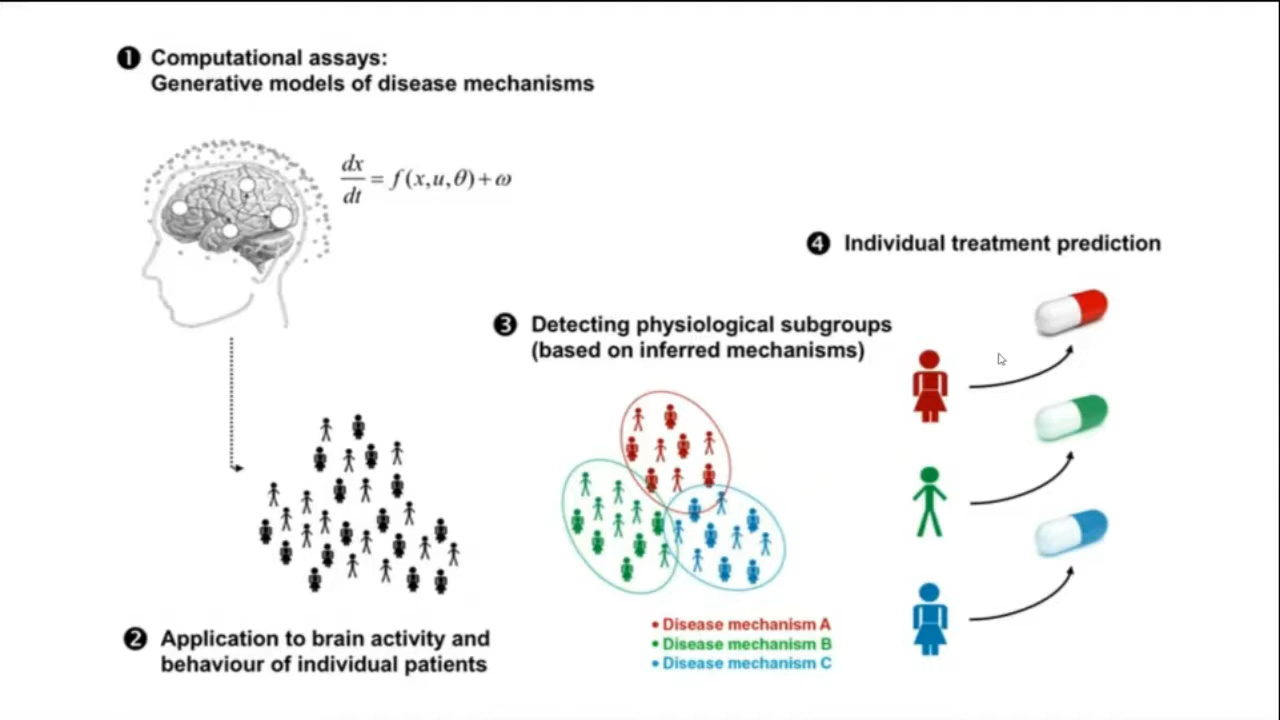 ❶ Computational assays:
Generative models of disease mechanisms
dx/dt = f(x,u,θ)+ω
❹ Individual treatment prediction
❸ Detecting physiological subgroups
(based on inferred mechanisms)
• Disease mechanism A
• Disease mechanism B
• Disease mechanism C
❷ Application to brain activity and
behaviour of individual patients